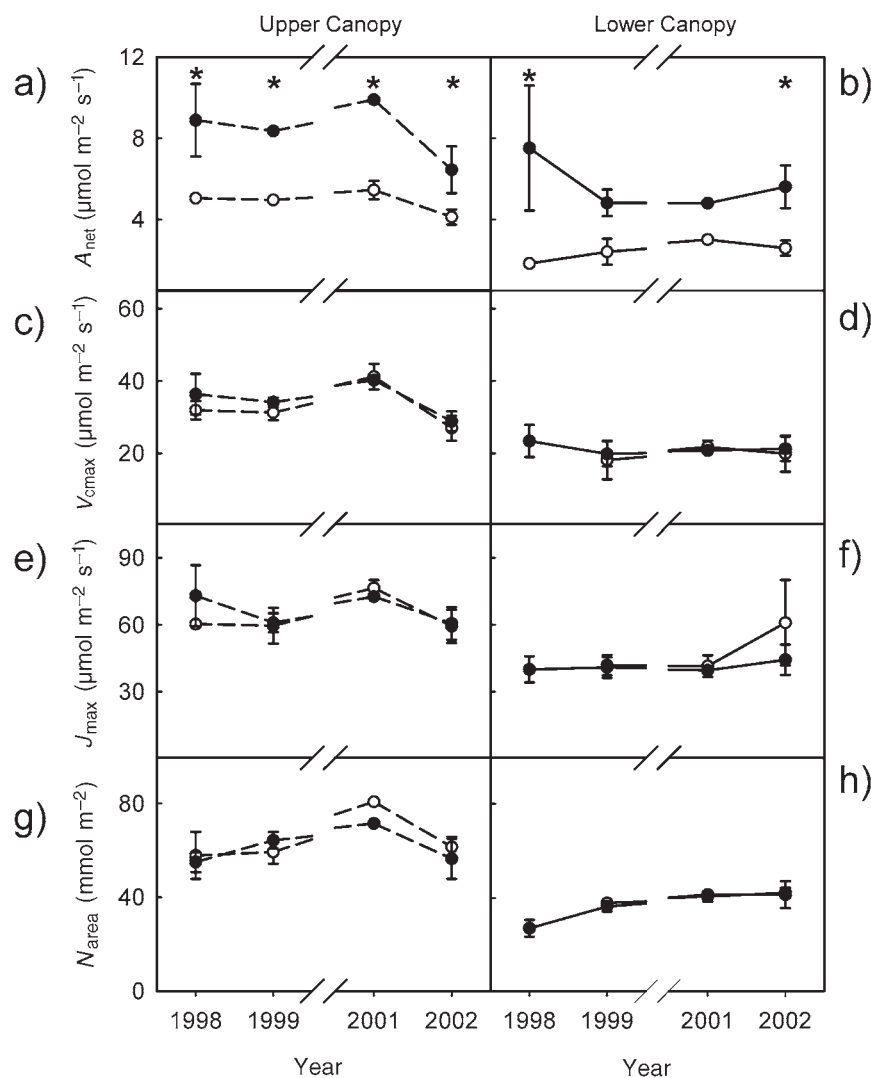 Upper Canopy
Lower Canopy
a)
b)
12
8
4
A_net (µmol m⁻² s⁻¹)
* * * *
* *
c)
d)
60
40
20
V_cmax (µmol m⁻² s⁻¹)
e)
f)
90
60
30
J_max (µmol m⁻² s⁻¹)
g)
h)
80
40
0
N_area (mmol m⁻²)
1998 1999 2001 2002
1998 1999 2001 2002
Year
Year